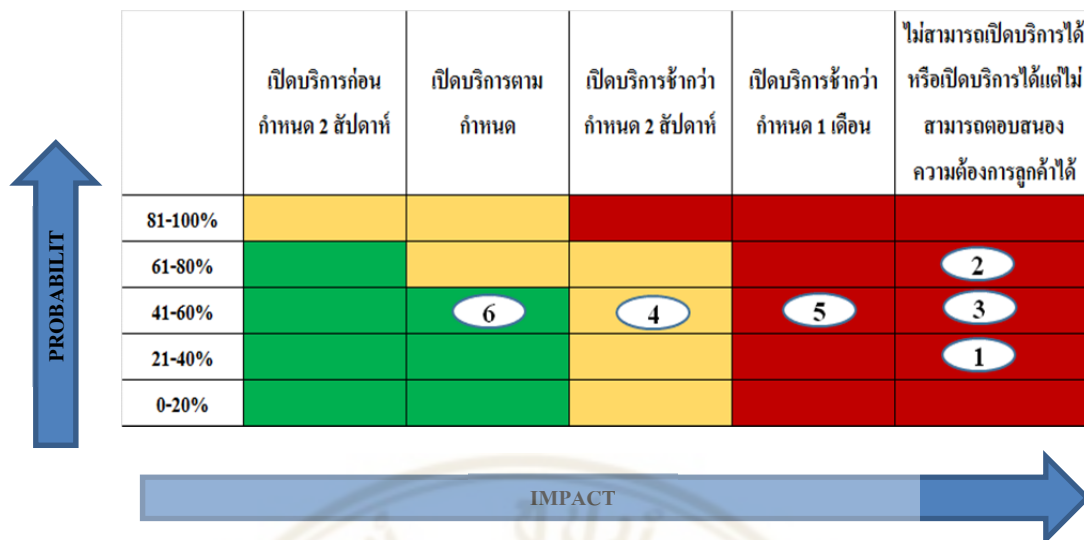 เปิดบริการก่อน
กำหนด 2 สัปดาห์
เปิดบริการตาม
กำหนด
เปิดบริการช้ากว่า
กำหนด 2 สัปดาห์
เปิดบริการช้ากว่า
กำหนด 1 เดือน
ไม่สามารถเปิดบริการได้
หรือเปิดบริการได้แต่ไม่
สามารถตอบสนอง
ความต้องการลูกค้าได้
81-100%
61-80%
2
41-60%
6
4
5
3
21-40%
1
0-20%
PROBABILIT
IMPACT